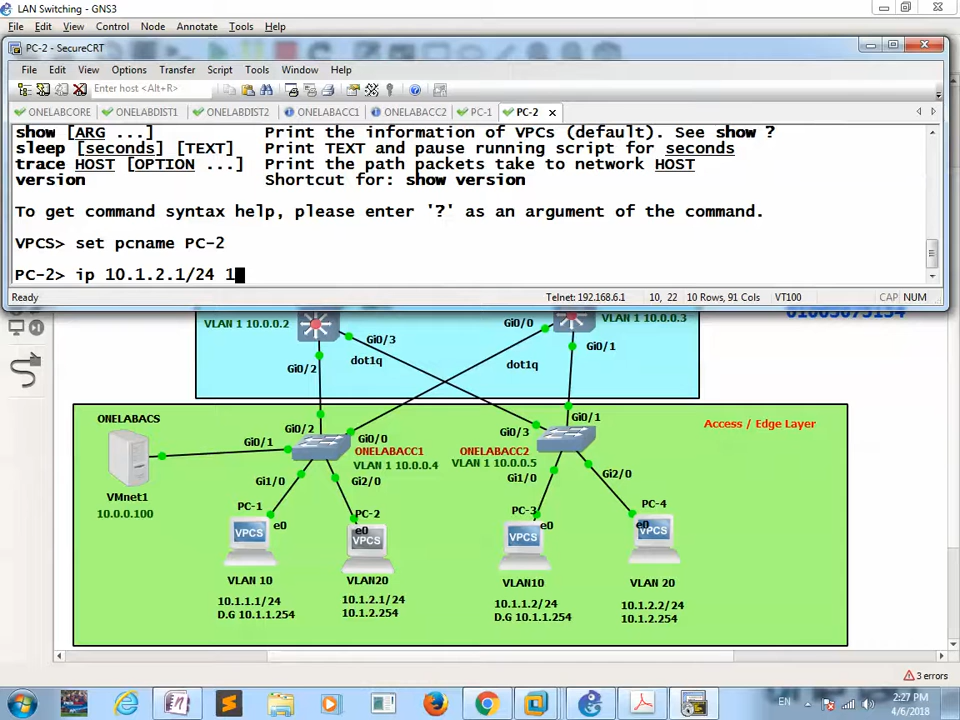 LAN Switching - GNS3
File Edit View Control Node Annotate Tools Help
PC-2 - SecureCRT
File Edit View Options Transfer Script Tools Window Help
Enter host <Alt+R>
ONELABCORE ONELABDIST1 ONELABDIST2 ONELABACC1 ONELABACC2 PC-1 PC-2
show [ARG ...] Print the information of VPCs (default). See show ?
sleep [seconds] [TEXT] Print TEXT and pause running script for seconds
trace HOST [OPTION ...] Print the path packets take to network HOST
version Shortcut for: show version
To get command syntax help, please enter '?' as an argument of the command.
VPCS> set pcname PC-2
PC-2> ip 10.1.2.1/24 1
Ready Telnet: 192.168.6.1 10, 22 10 Rows, 91 Cols VT100 CAP NUM
VLAN 1 10.0.0.2
Gi0/0
VLAN 1 10.0.0.3
Gi0/3
Gi0/1
dot1q
dot1q
Gi0/2
ONELABACS
Gi0/1
Gi0/2
Gi0/0
Gi0/3
Gi0/1
Access / Edge Layer
ONELABACC1
VLAN 1 10.0.0.4
ONELABACC2
VLAN 1 10.0.0.5
Gi1/0
Gi2/0
Gi1/0
Gi2/0
VMnet1
10.0.0.100
PC-1
e0
PC-2
e0
PC-3
e0
PC-4
e0
VPCS
VPCS
VPCS
VPCS
VLAN 10
10.1.1.1/24
D.G 10.1.1.254
VLAN20
10.1.2.1/24
10.1.2.254
VLAN10
10.1.1.2/24
D.G 10.1.1.254
VLAN 20
10.1.2.2/24
10.1.2.254
3 errors
EN
2:27 PM
4/6/2018